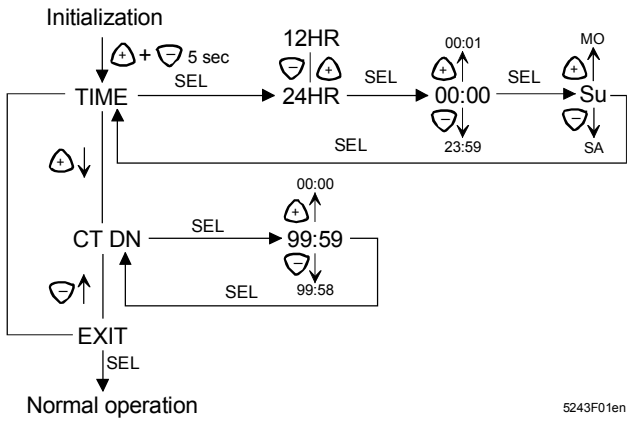 Initialization
+ + − 5 sec
12HR
− +
24HR
00:01
+
00:00
−
23:59
MO
+
Su
−
SA
TIME
SEL
SEL
SEL
SEL
+
CT DN
SEL
00:00
+
99:59
−
99:58
SEL
−
EXIT
SEL
Normal operation
5243F01en